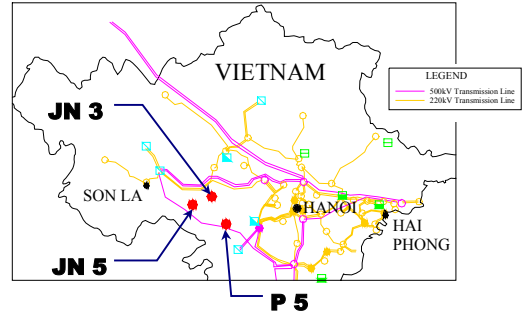 VIETNAM
LEGEND
500kV Transmission Line
220kV Transmission Line
JN 3
SON LA
HANOI
HAI
PHONG
JN 5
P 5